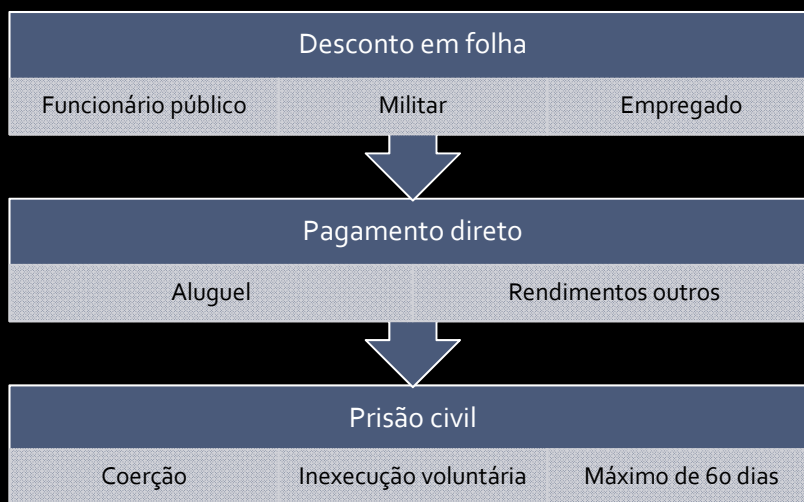 Desconto em folha
Funcionário público Militar Empregado
Pagamento direto
Aluguel Rendimentos outros
Prisão civil
Coerção Inexecução voluntária Máximo de 60 dias